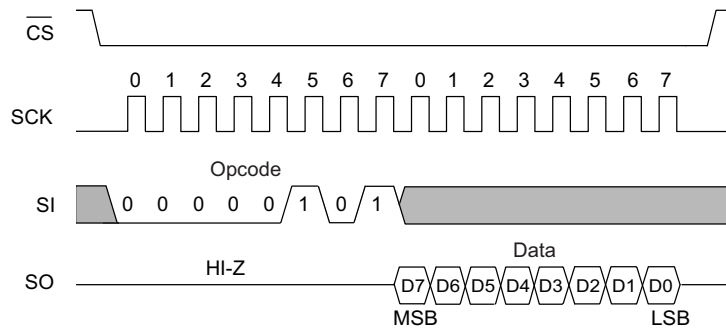 CS
0 1 2 3 4 5 6 7 0 1 2 3 4 5 6 7
SCK
Opcode
SI 0 0 0 0 0 1 0 1
HI-Z Data
SO D7 D6 D5 D4 D3 D2 D1 D0
MSB LSB